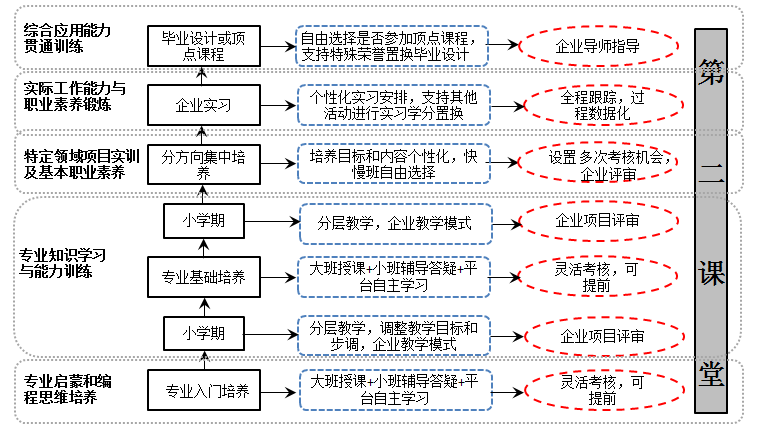 综合应用能力
贯通训练
毕业设计或顶
点课程
自由选择是否参加顶点课程,
支持特殊荣誉置换毕业设计
企业导师指导
实际工作能力与
职业素养锻炼
企业实习
个性化实习安排,支持其他
活动进行实习学分置换
全程跟踪,过
程数据化
特定领域项目实训
及基本职业素养
分方向集中培
养
培养目标和内容个性化,快
慢班自由选择
设置多次考核机会,
企业评审
专业知识学习
与能力训练
小学期
分层教学,企业教学模式
企业项目评审
专业基础培养
大班授课+小班辅导答疑+平
台自主学习
灵活考核,可
提前
小学期
分层教学,调整教学目标和
步调,企业教学模式
企业项目评审
专业启蒙和编
程思维培养
专业入门培养
大班授课+小班辅导答疑+平
台自主学习
灵活考核,可
提前
第
二
课
堂